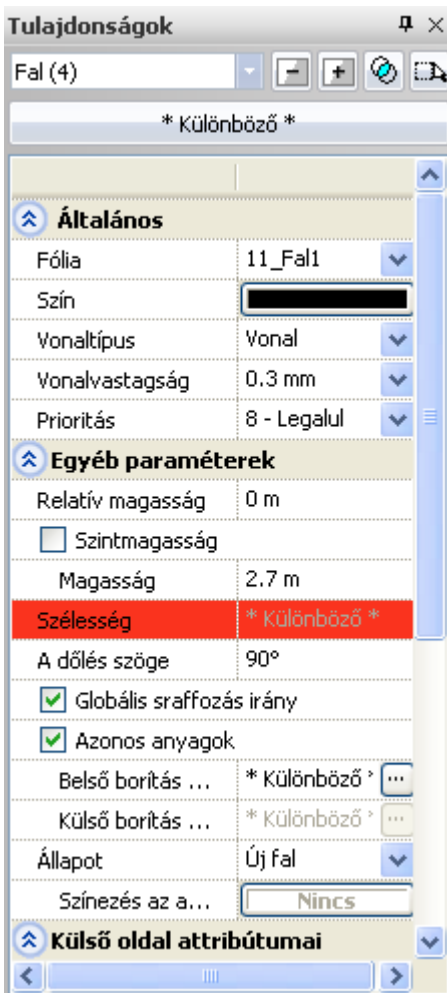 Tulajdonságok
Fal (4)
* Különböző *
Általános
Fólia 11_Fal1
Szín
Vonaltípus Vonal
Vonalvastagság 0.3 mm
Prioritás 8 - Legalul
Egyéb paraméterek
Relatív magasság 0 m
Szintmagasság
Magasság 2.7 m
Szélesség * Különböző *
A dőlés szöge 90°
Globális sraffozás irány
Azonos anyagok
Belső borítás ... * Különböző * ...
Külső borítás ... * Különböző * ...
Állapot Új fal
Színezés az a... Nincs
Külső oldal attribútumai